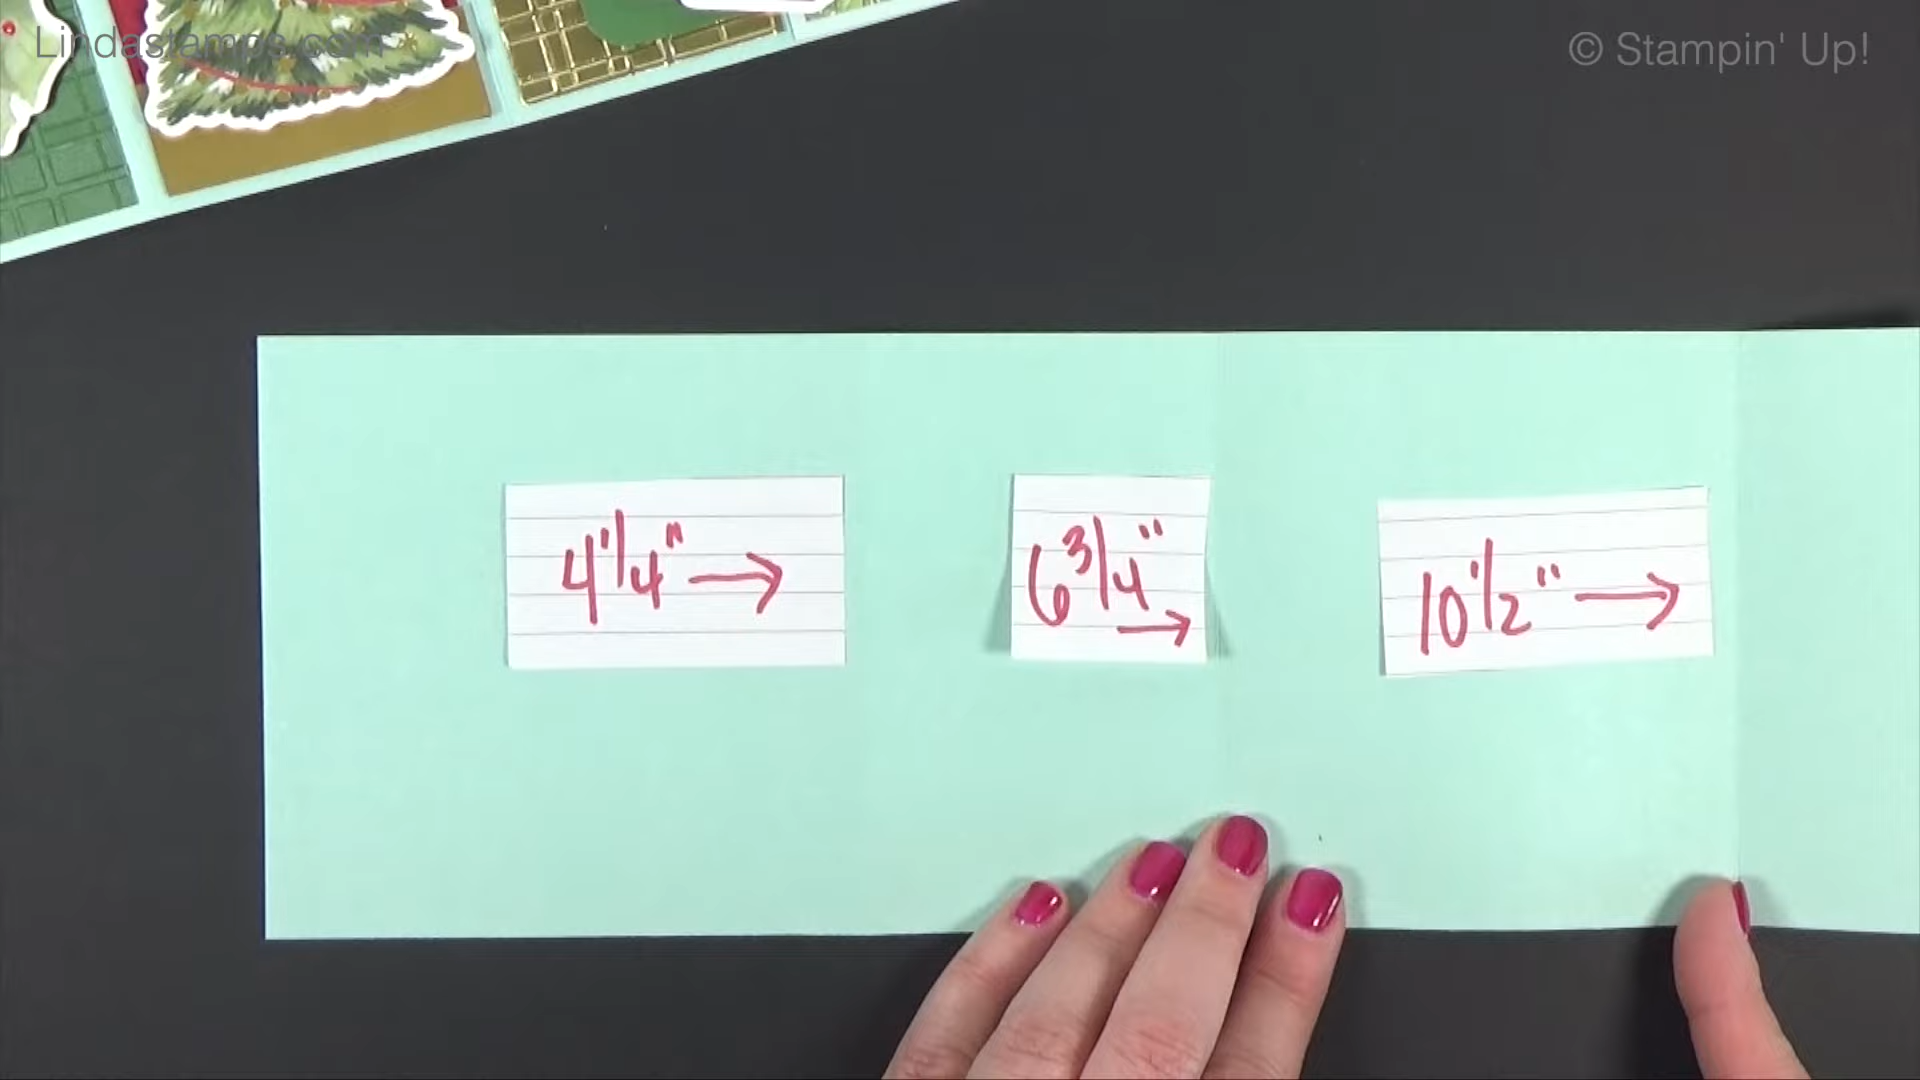 Lindastamps.com
© Stampin' Up!
4 1/4" →
6 3/4" →
10 1/2" →